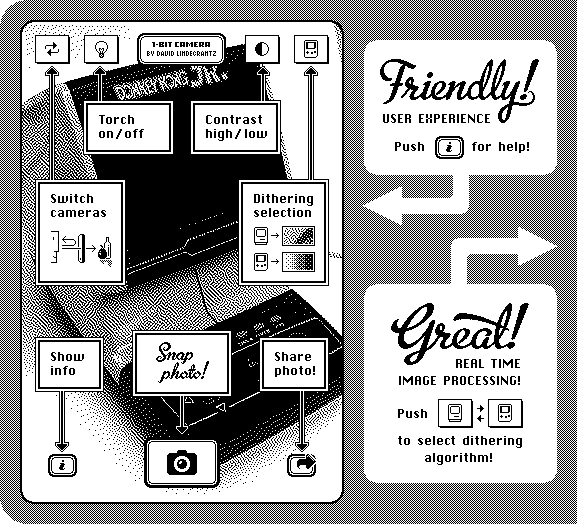 1-BIT CAMERA
BY DAVID LINDECRANTZ
DONKEY KONG JR.
Torch
on/off
Contrast
high/low
Switch
cameras
Dithering
selection
Show
info
Snap
photo!
Share
photo!
i
Friendly!
USER EXPERIENCE
Push i for help!
Great!
REAL TIME
IMAGE PROCESSING!
Push
to select dithering
algorithm!